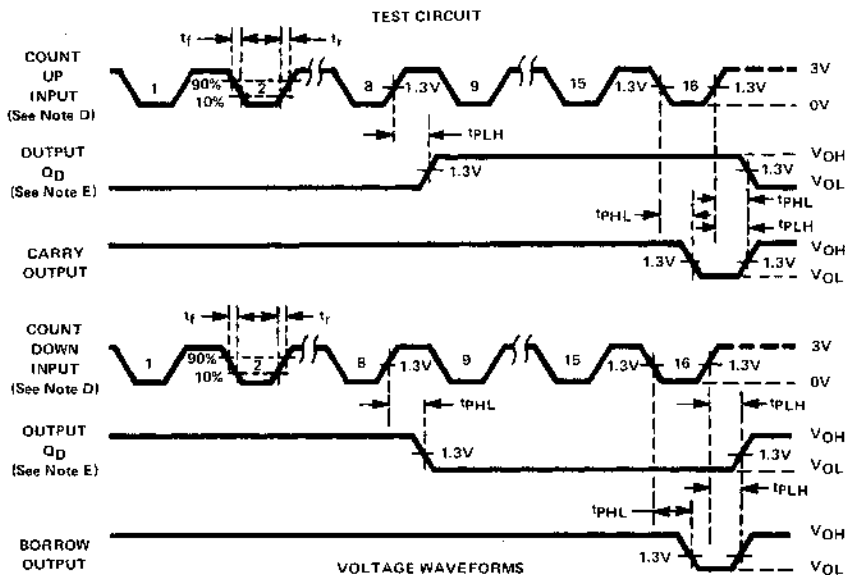 TEST CIRCUIT
COUNT
UP
INPUT
(See Note D)
tf
tr
90%
10%
1
2
8
1.3V
9
15
1.3V
16
1.3V
3V
0V
tPLH
OUTPUT
QD
(See Note E)
1.3V
1.3V
VOH
VOL
tPHL
tPHL
tPLH
CARRY
OUTPUT
1.3V
1.3V
VOH
VOL
COUNT
DOWN
INPUT
(See Note D)
tf
tr
90%
10%
1
2
8
1.3V
9
15
1.3V
16
1.3V
3V
0V
tPHL
tPLH
OUTPUT
QD
(See Note E)
1.3V
1.3V
VOH
VOL
tPHL
tPLH
BORROW
OUTPUT
1.3V
1.3V
VOH
VOL
VOLTAGE WAVEFORMS